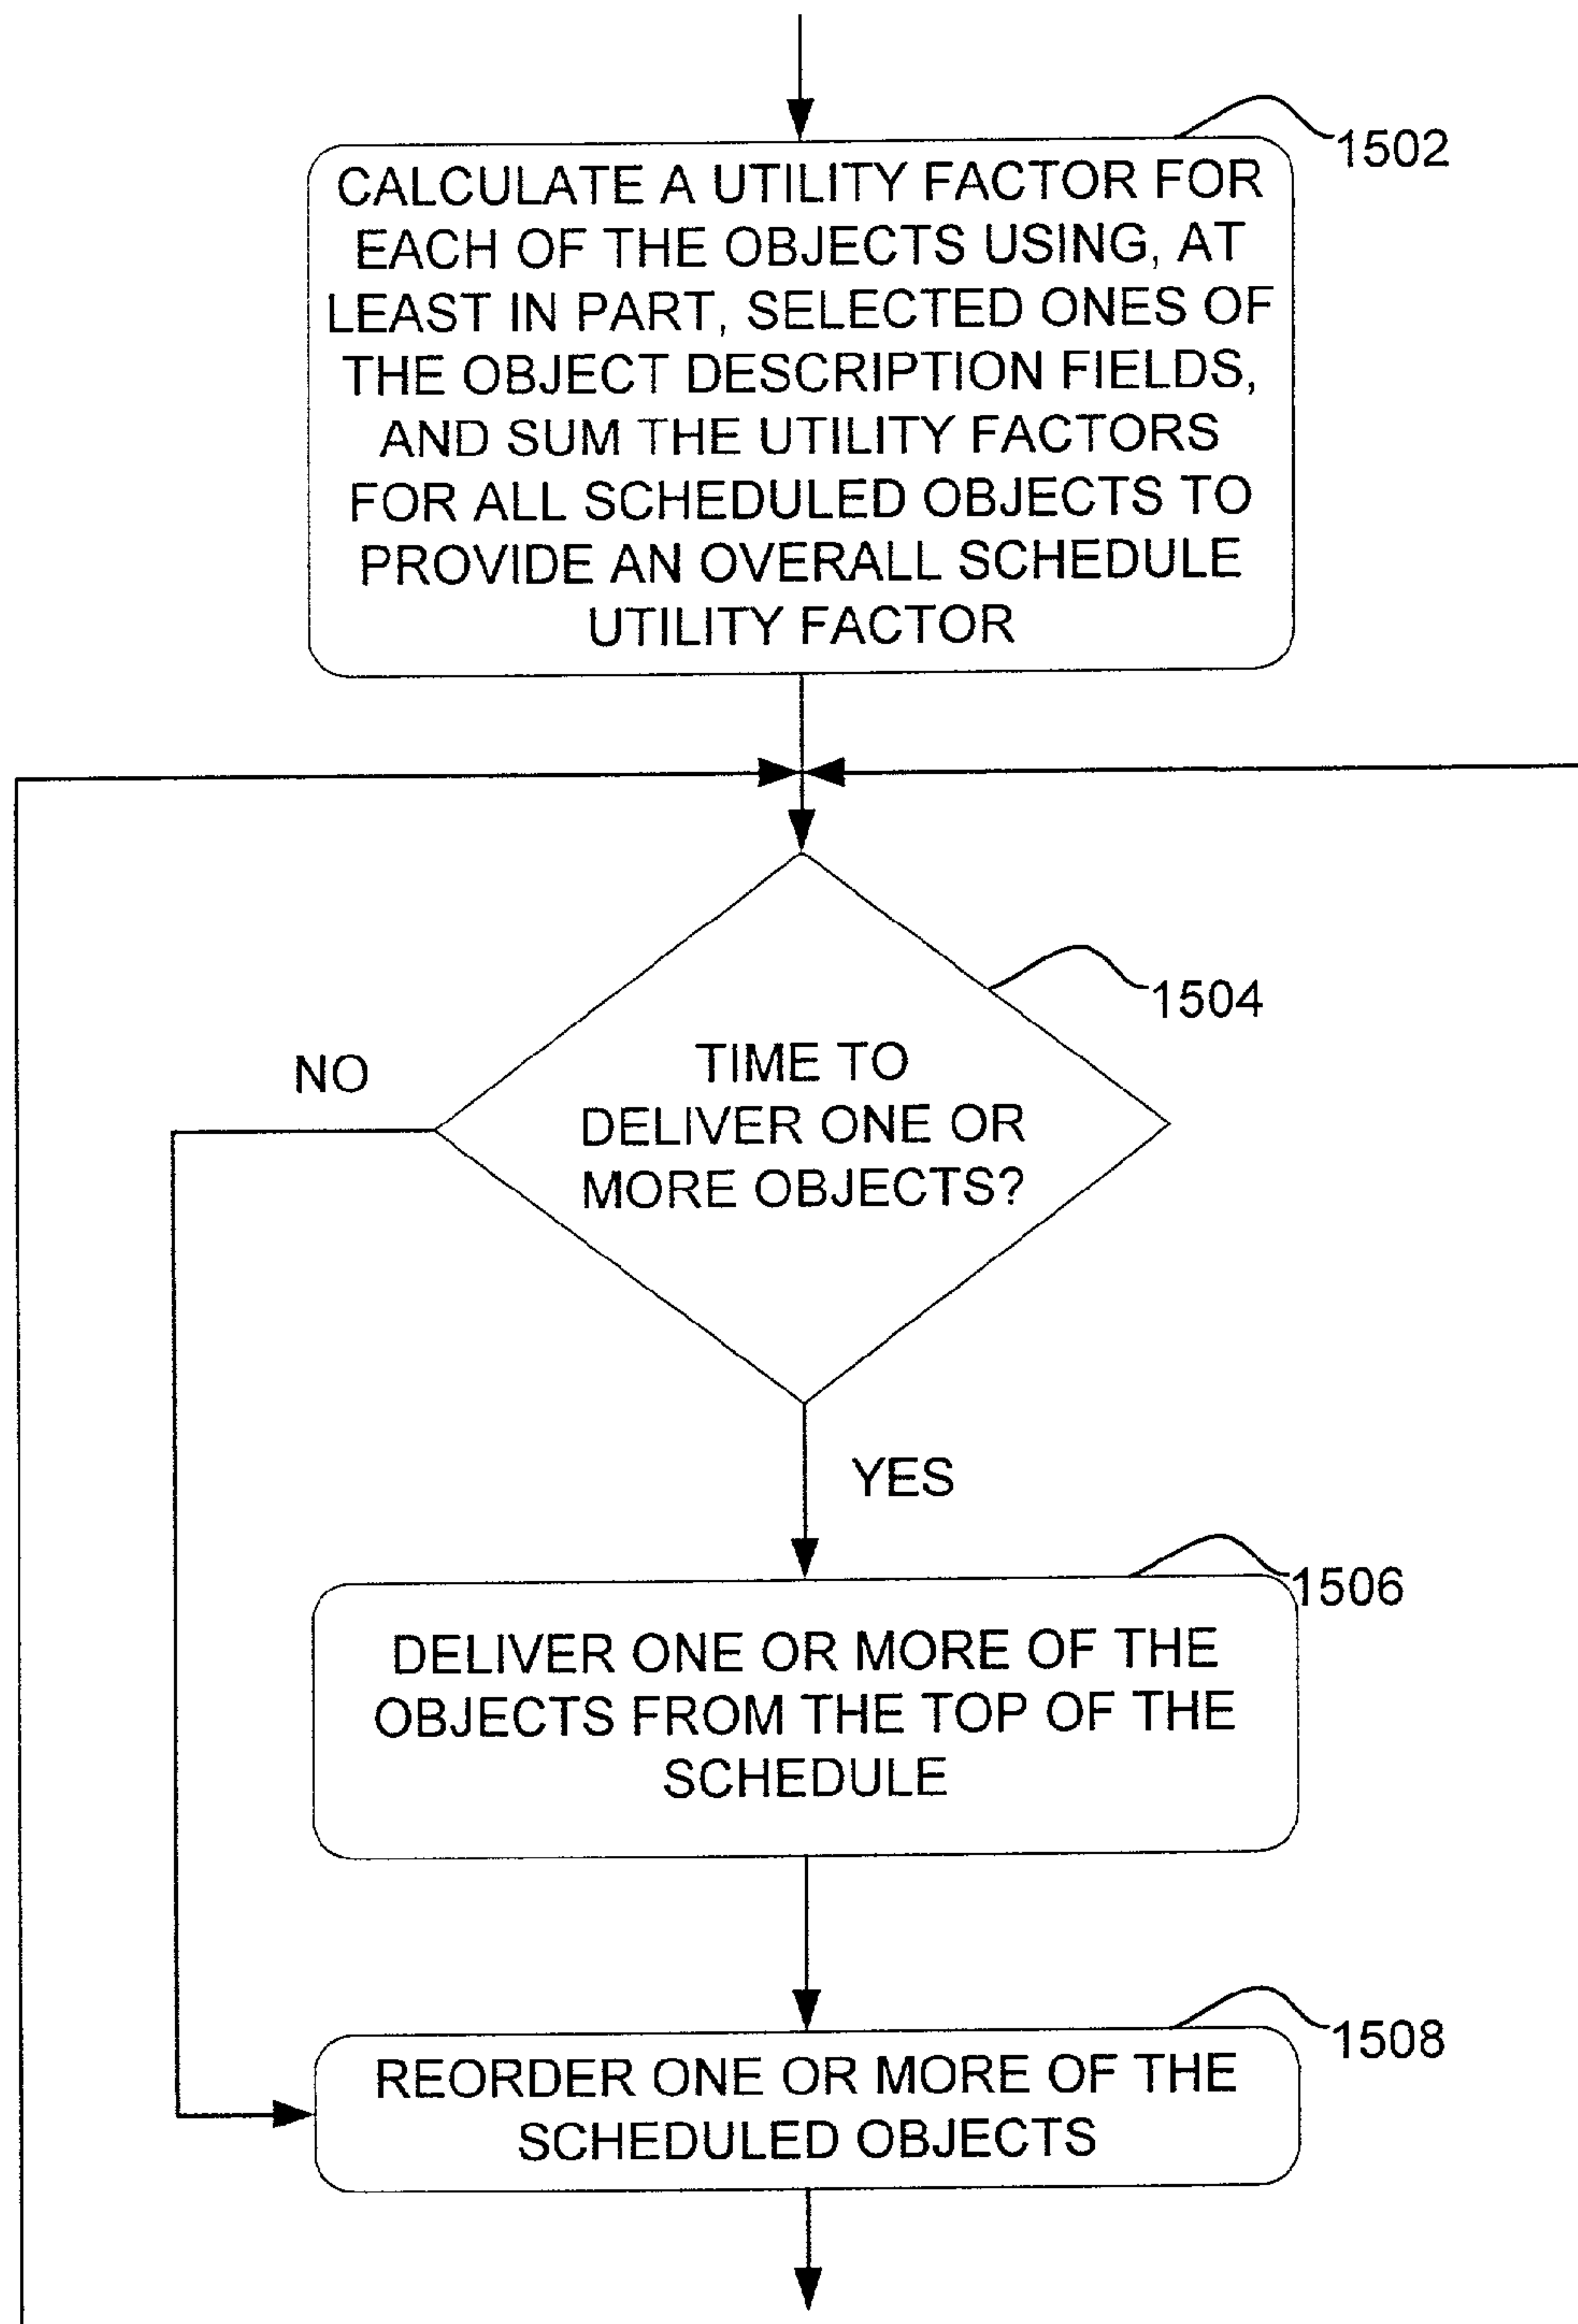 1502
CALCULATE A UTILITY FACTOR FOR
EACH OF THE OBJECTS USING, AT
LEAST IN PART, SELECTED ONES OF
THE OBJECT DESCRIPTION FIELDS,
AND SUM THE UTILITY FACTORS
FOR ALL SCHEDULED OBJECTS TO
PROVIDE AN OVERALL SCHEDULE
UTILITY FACTOR
1504
NO
TIME TO
DELIVER ONE OR
MORE OBJECTS?
YES
1506
DELIVER ONE OR MORE OF THE
OBJECTS FROM THE TOP OF THE
SCHEDULE
1508
REORDER ONE OR MORE OF THE
SCHEDULED OBJECTS